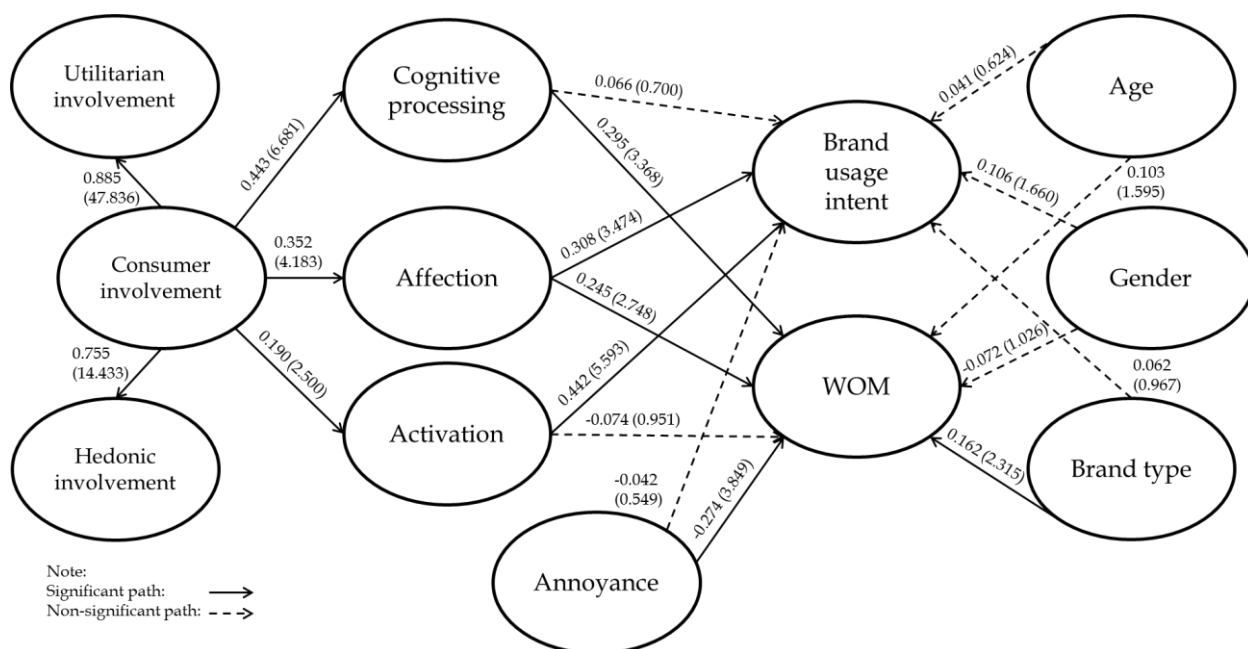 Utilitarian
involvement
0.885
(47.836)
Consumer
involvement
0.755
(14.433)
Hedonic
involvement
0.443 (6.681)
0.352
(4.183)
0.190 (2.500)
Cognitive
processing
Affection
Activation
0.066 (0.700)
0.295 (3.368)
0.308 (3.474)
0.245 (2.748)
0.442 (5.593)
-0.074 (0.951)
-0.042
(0.549)
-0.274 (3.849)
Annoyance
Brand
usage
intent
WOM
0.041 (0.624)
0.103
(1.595)
0.106 (1.660)
-0.072 (1.026)
0.062
(0.967)
0.162 (2.315)
Age
Gender
Brand type
Note:
Significant path:
Non-significant path: